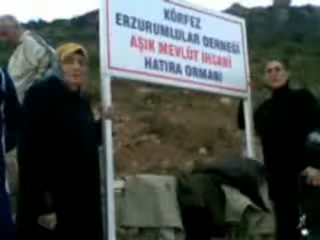 KÖRFEZ
ERZURUMLULAR DERNEĞİ
AŞIK MEVLÜT İHSANİ
HATIRA ORMANI